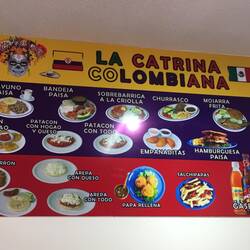 LA CATRINA
COLOMBIANA
BANDEJA
PAISA
SOBREBARRIGA
A LA CRIOLLA
CHURRASCO
MOJARRA
FRITA
PATACON
CON HOGAO
Y QUESO
PATACON CON
TODO
EMPANADITAS
HAMBURGUESA
PAISA
AREPA
CON QUESO
AREPA
CON TODO
PAPA RELLENA
SALCHIPAPAS